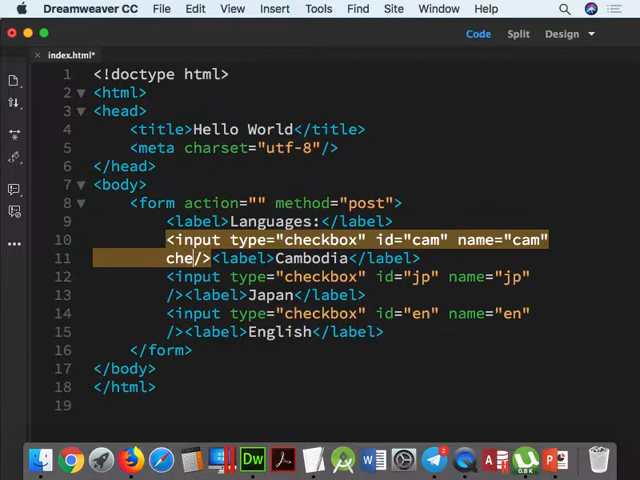 Dreamweaver CC File Edit View Insert Tools Find Site Window Help
Code Split Design
index.html*
1 <!doctype html>
2 <html>
3 <head>
4 <title>Hello World</title>
5 <meta charset="utf-8"/>
6 </head>
7 <body>
8 <form action="" method="post">
9 <label>Languages:</label>
10 <input type="checkbox" id="cam" name="cam"
11 che/><label>Cambodia</label>
12 <input type="checkbox" id="jp" name="jp"
13 /><label>Japan</label>
14 <input type="checkbox" id="en" name="en"
15 /><label>English</label>
16 </form>
17 </body>
18 </html>
19
Dw
2
0.8K